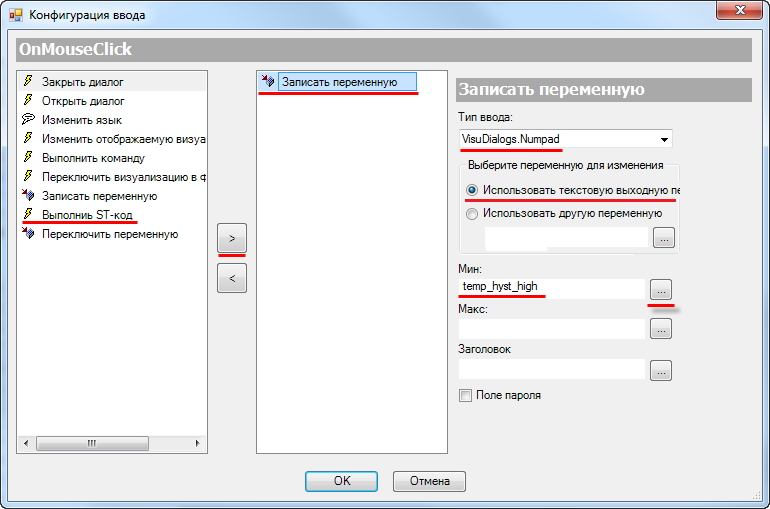 Конфигурация ввода
OnMouseClick
Закрыть диалог
Открыть диалог
Изменить язык
Изменить отображаемую визуа
Выполнить команду
Переключить визуализацию в ф
Записать переменную
Выполниь ST-код
Переключить переменную
>
<
Записать переменную
Записать переменную
Тип ввода:
VisuDialogs.Numpad
Выберите переменную для изменения
Использовать текстовую выходную пе
Использовать другую переменную
...
Мин:
temp_hyst_high
...
Макс:
...
Заголовок
...
Поле пароля
OK
Отмена